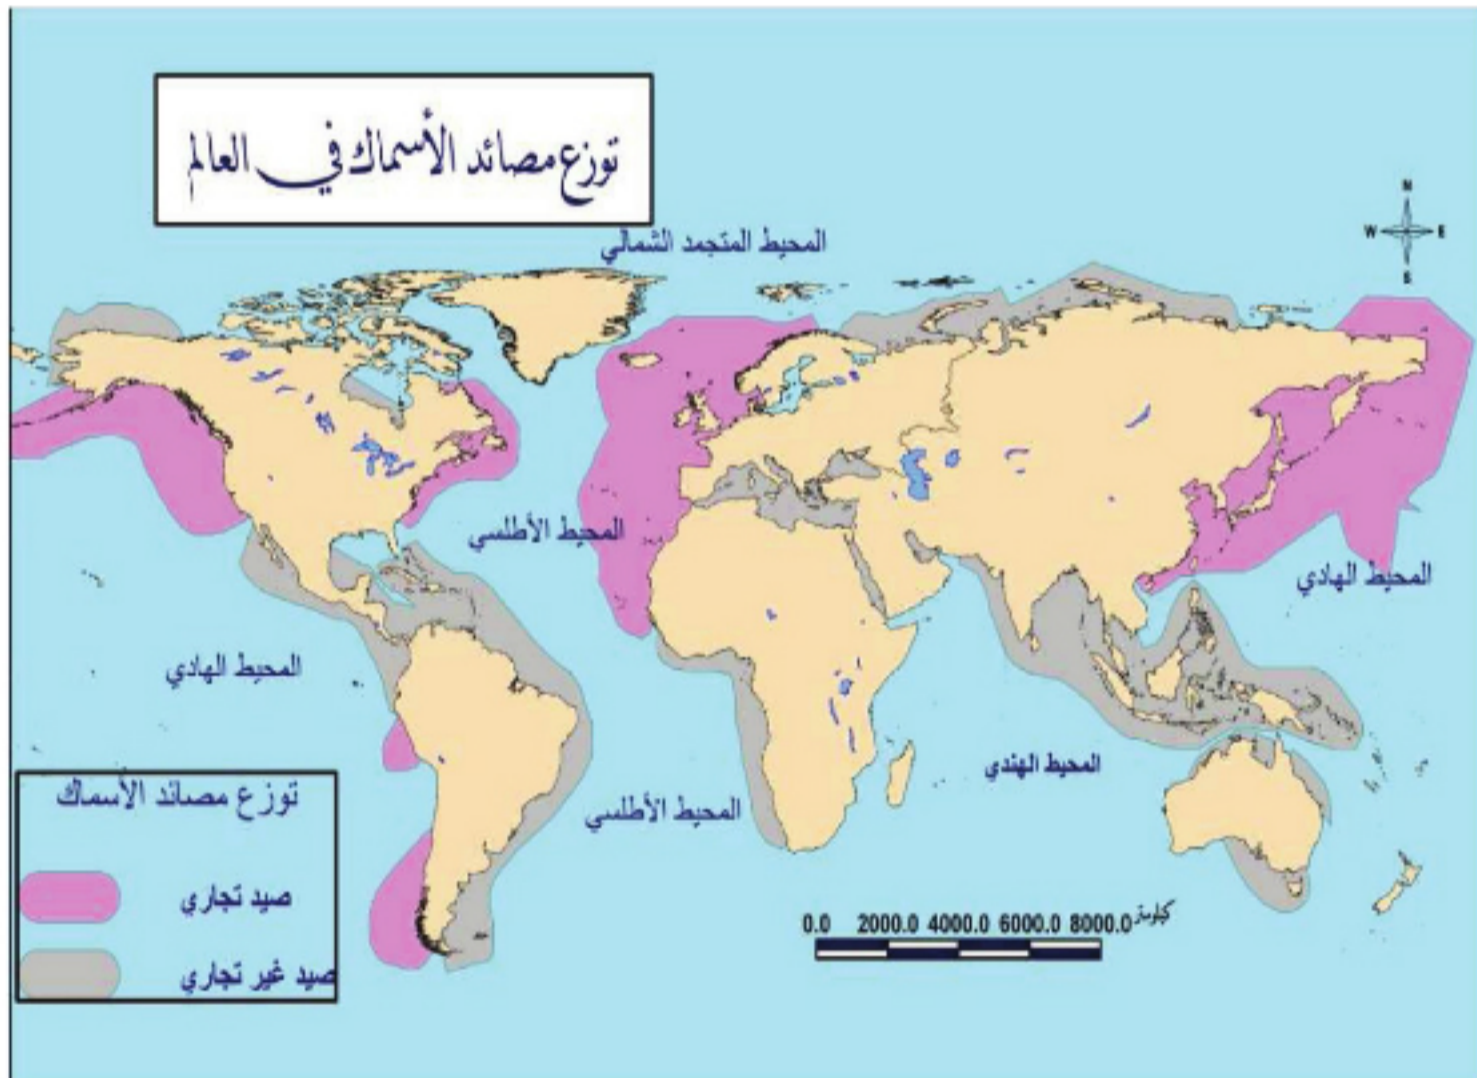 توزع مصائد الأسماك في العالم
المحيط المتجمد الشمالي
N
W E
S
المحيط الأطلسي
المحيط الهادي
المحيط الهادي
المحيط الهندي
المحيط الأطلسي
توزع مصائد الأسماك
صيد تجاري
صيد غير تجاري
0.0 2000.0 4000.0 6000.0 8000.0 كيلومتر